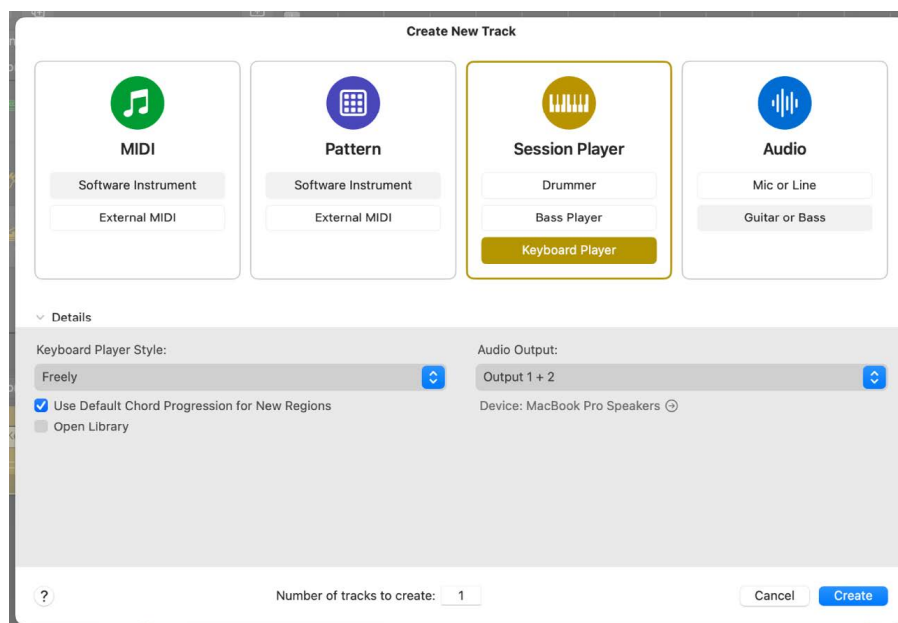 Create New Track
MIDI
Software Instrument
External MIDI
Pattern
Software Instrument
External MIDI
Session Player
Drummer
Bass Player
Keyboard Player
Audio
Mic or Line
Guitar or Bass
Details
Keyboard Player Style:
Freely
Use Default Chord Progression for New Regions
Open Library
Audio Output:
Output 1 + 2
Device: MacBook Pro Speakers
?
Number of tracks to create: 1
Cancel
Create